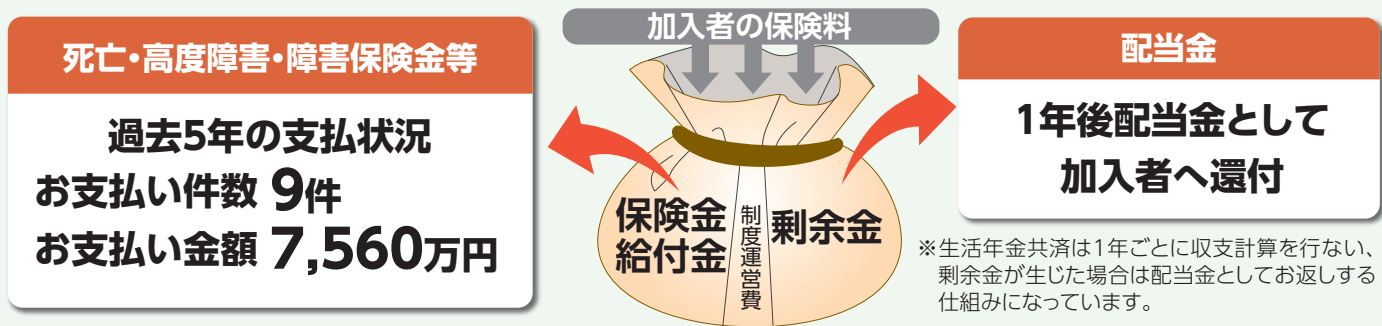 死亡・高度障害・障害保険金等
過去5年の支払状況
お支払い件数 9件
お支払い金額 7,560万円
加入者の保険料
保険金
給付金
制度運営費
剰余金
配当金
1年後配当金として
加入者へ還付
※生活年金共済は1年ごとに収支計算を行ない、
剰余金が生じた場合は配当金としてお返しする
仕組みになっています。